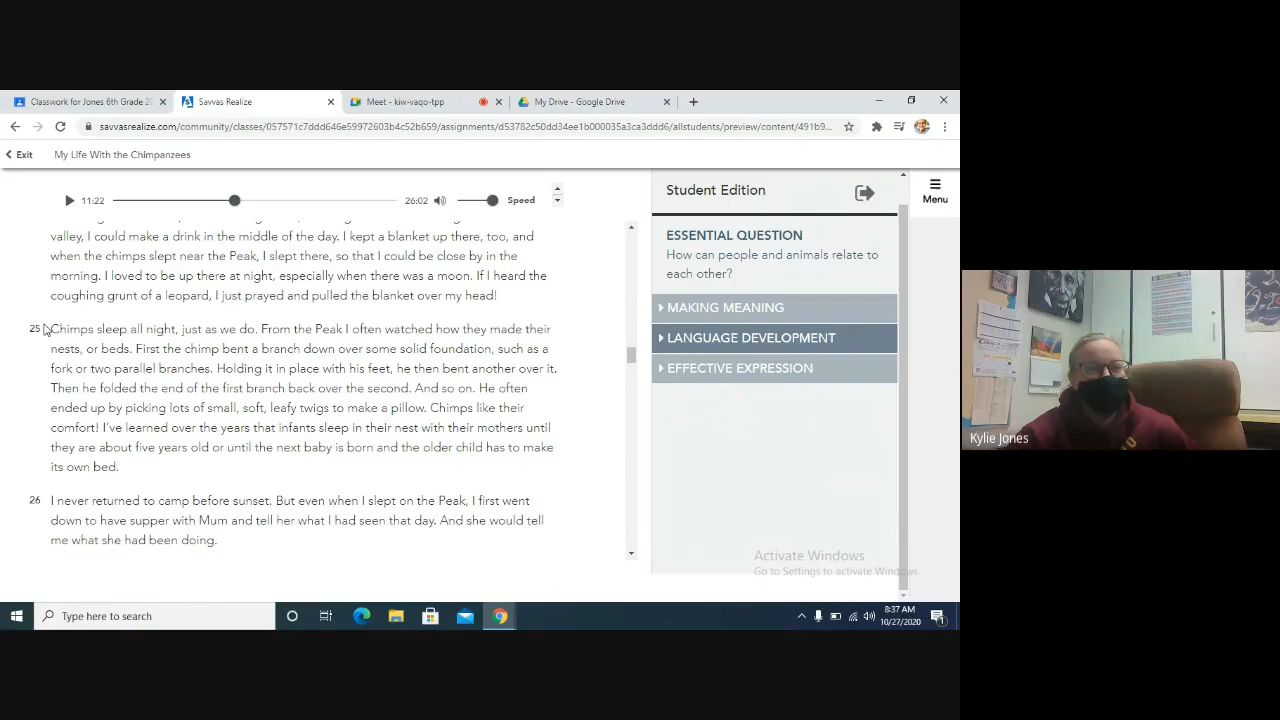 Classwork for Jones 6th Grade 20
Savvas Realize
Meet - kiw-vaqo-tpp
My Drive - Google Drive
savvasrealize.com/community/classes/057571c7ddd646e59972603b4c52b659/assignments/d53782c50dd34ee1b000035a3ca3ddd6/allstudents/preview/content/491b9...
Exit
My Life With the Chimpanzees
11:22
26:02
Speed
valley, I could make a drink in the middle of the day. I kept a blanket up there, too, and
when the chimps slept near the Peak, I slept there, so that I could be close by in the
morning. I loved to be up there at night, especially when there was a moon. If I heard the
coughing grunt of a leopard, I just prayed and pulled the blanket over my head!
25 Chimps sleep all night, just as we do. From the Peak I often watched how they made their
nests, or beds. First the chimp bent a branch down over some solid foundation, such as a
fork or two parallel branches. Holding it in place with his feet, he then bent another over it.
Then he folded the end of the first branch back over the second. And so on. He often
ended up by picking lots of small, soft, leafy twigs to make a pillow. Chimps like their
comfort! I've learned over the years that infants sleep in their nest with their mothers until
they are about five years old or until the next baby is born and the older child has to make
its own bed.
26 I never returned to camp before sunset. But even when I slept on the Peak, I first went
down to have supper with Mum and tell her what I had seen that day. And she would tell
me what she had been doing.
Student Edition
ESSENTIAL QUESTION
How can people and animals relate to
each other?
MAKING MEANING
LANGUAGE DEVELOPMENT
EFFECTIVE EXPRESSION
Menu
Activate Windows
Go to Settings to activate Windows.
Type here to search
8:37 AM
10/27/2020
Kylie Jones